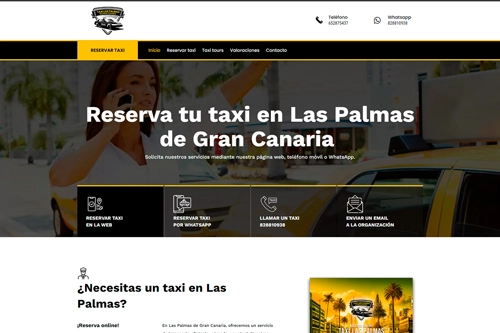 Teléfono
652875437
Whatsapp
828810938
RESERVAR TAXI
Inicio
Reservar taxi
Taxi tours
Valoraciones
Contacto
Reserva tu taxi en Las Palmas
de Gran Canaria
Solicita nuestros servicios mediante nuestra página web, teléfono móvil o WhatsApp.
RESERVAR TAXI
EN LA WEB
RESERVAR TAXI
POR WHATSAPP
LLAMAR UN TAXI
828810938
ENVIAR UN EMAIL
A LA ORGANIZACIÓN
¿Necesitas un taxi en Las
Palmas?
¡Reserva online!
En Las Palmas de Gran Canaria, ofrecemos un servicio
TAXI LAS PALMAS